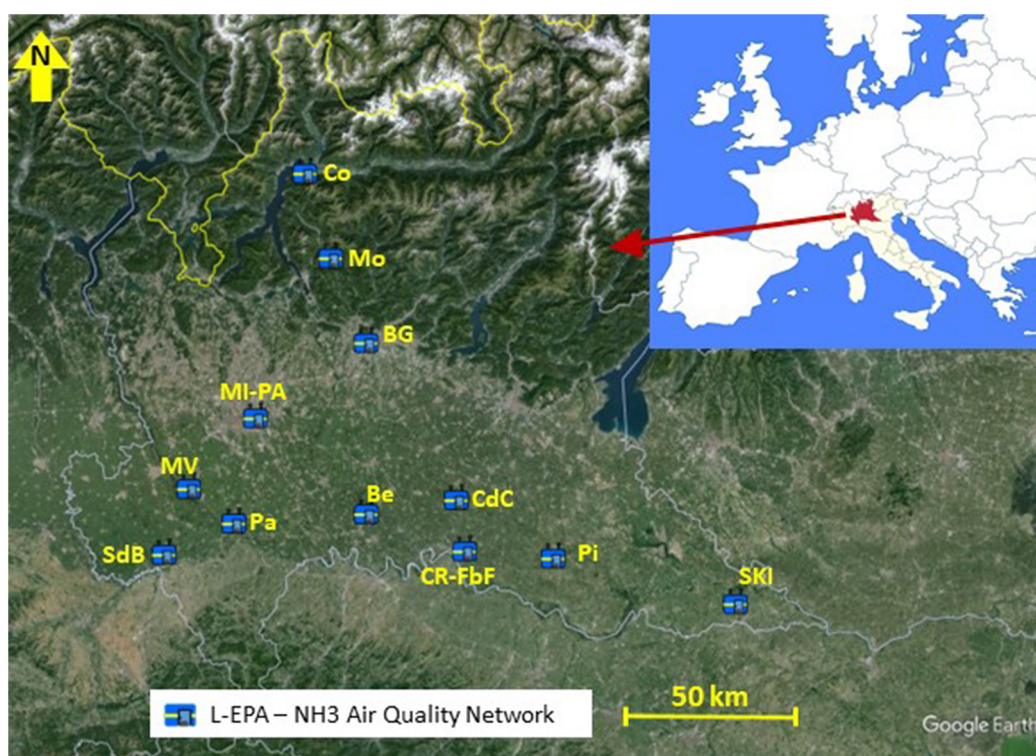 N
Co
Mo
BG
MI-PA
MV
Be
CdC
Pa
SdB
CR-FbF
Pi
SKI
50 km
L-EPA – NH3 Air Quality Network
Google Earth